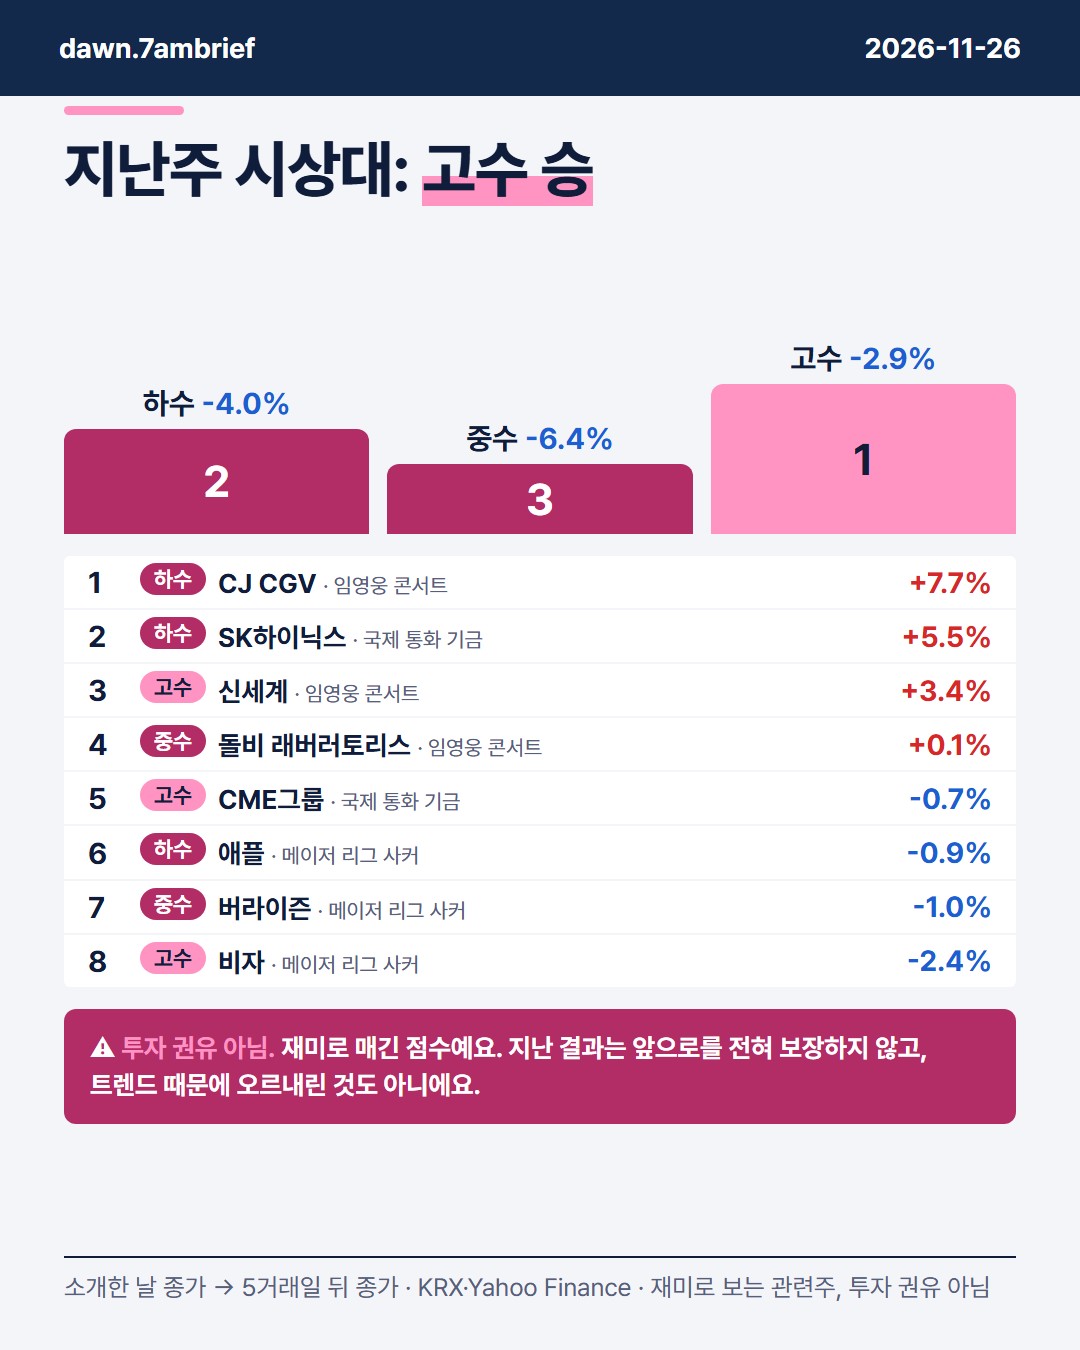 dawn.7ambrief
2026-11-26
지난주 시상대: 고수 승
하수 -4.0%
2
중수 -6.4%
3
고수 -2.9%
1
1 하수 CJ CGV · 임영웅 콘서트 +7.7%
2 하수 SK하이닉스 · 국제 통화 기금 +5.5%
3 고수 신세계 · 임영웅 콘서트 +3.4%
4 중수 돌비 래버러토리스 · 임영웅 콘서트 +0.1%
5 고수 CME그룹 · 국제 통화 기금 -0.7%
6 하수 애플 · 메이저 리그 사커 -0.9%
7 중수 버라이즌 · 메이저 리그 사커 -1.0%
8 고수 비자 · 메이저 리그 사커 -2.4%
⚠ 투자 권유 아님. 재미로 매긴 점수예요. 지난 결과는 앞으로를 전혀 보장하지 않고,
트렌드 때문에 오르내린 것도 아니에요.
소개한 날 종가 → 5거래일 뒤 종가 · KRX·Yahoo Finance · 재미로 보는 관련주, 투자 권유 아님